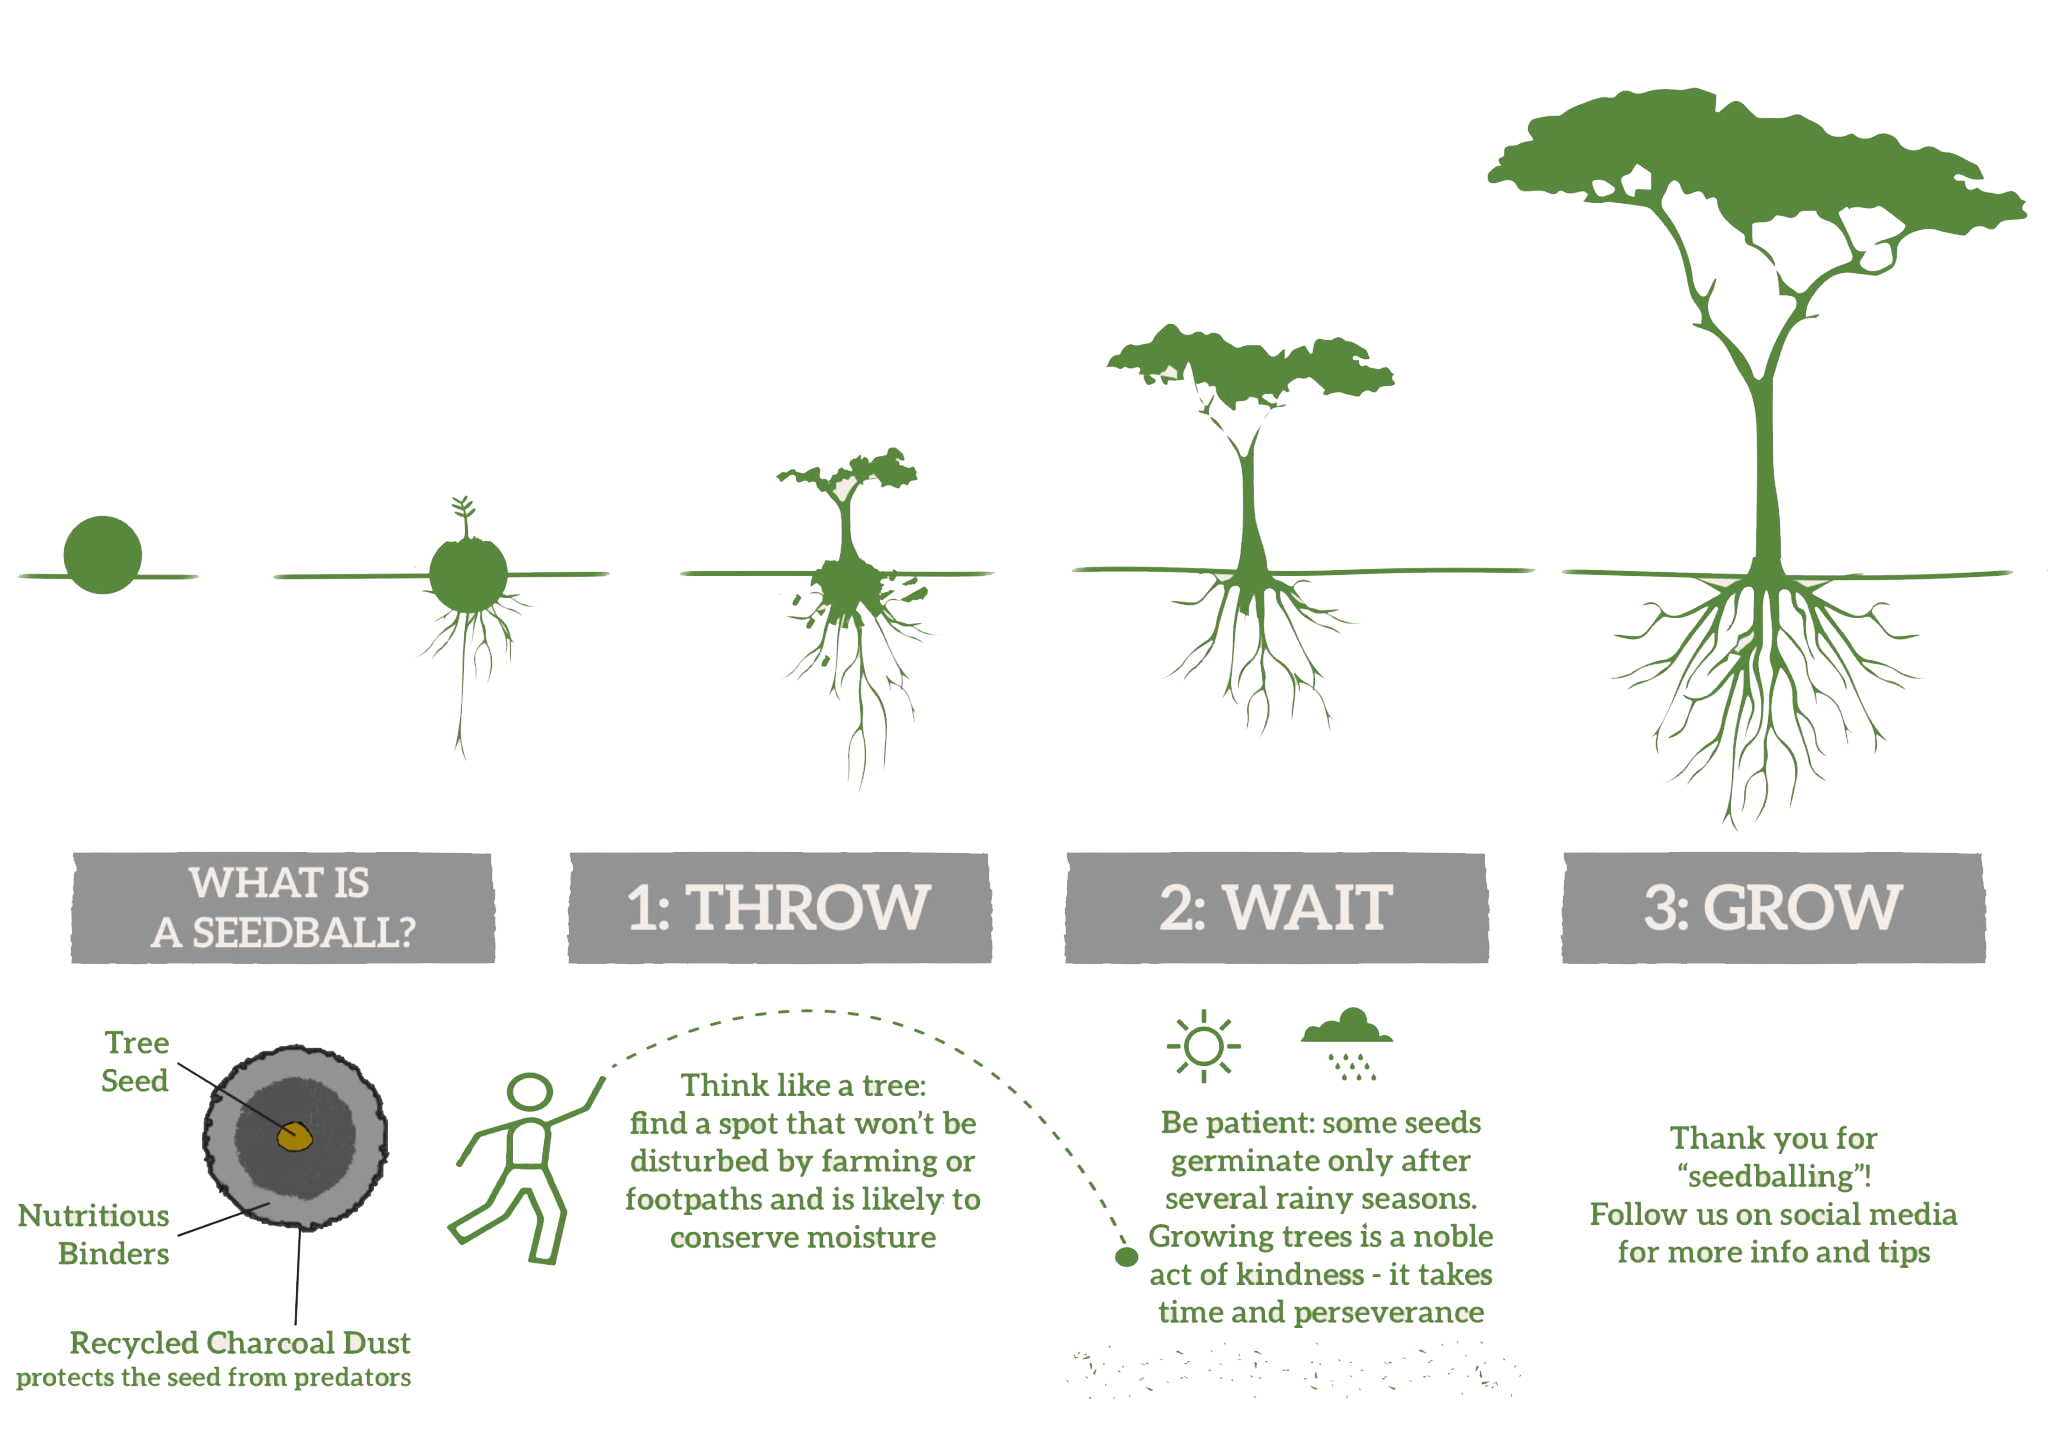 WHAT IS
A SEEDBALL?
Tree
Seed
Nutritious
Binders
Recycled Charcoal Dust
protects the seed from predators
1: THROW
Think like a tree:
find a spot that won't be
disturbed by farming or
footpaths and is likely to
conserve moisture
2: WAIT
Be patient: some seeds
germinate only after
several rainy seasons.
Growing trees is a noble
act of kindness - it takes
time and perseverance
3: GROW
Thank you for
“seedballing”!
Follow us on social media
for more info and tips